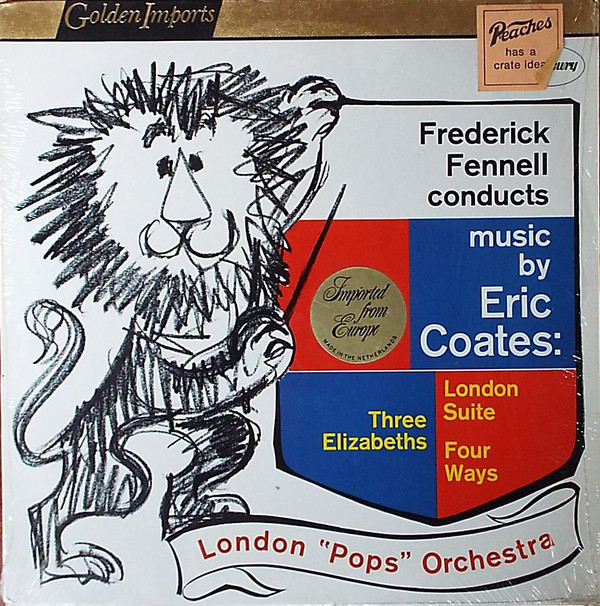 Golden Imports
Peaches
has a
crate idea
Frederick
Fennell
conducts
music
by
Eric
Coates:
Imported
from
Europe
MADE IN THE NETHERLANDS
Three
Elizabeths
London
Suite
Four
Ways
London "Pops" Orchestra